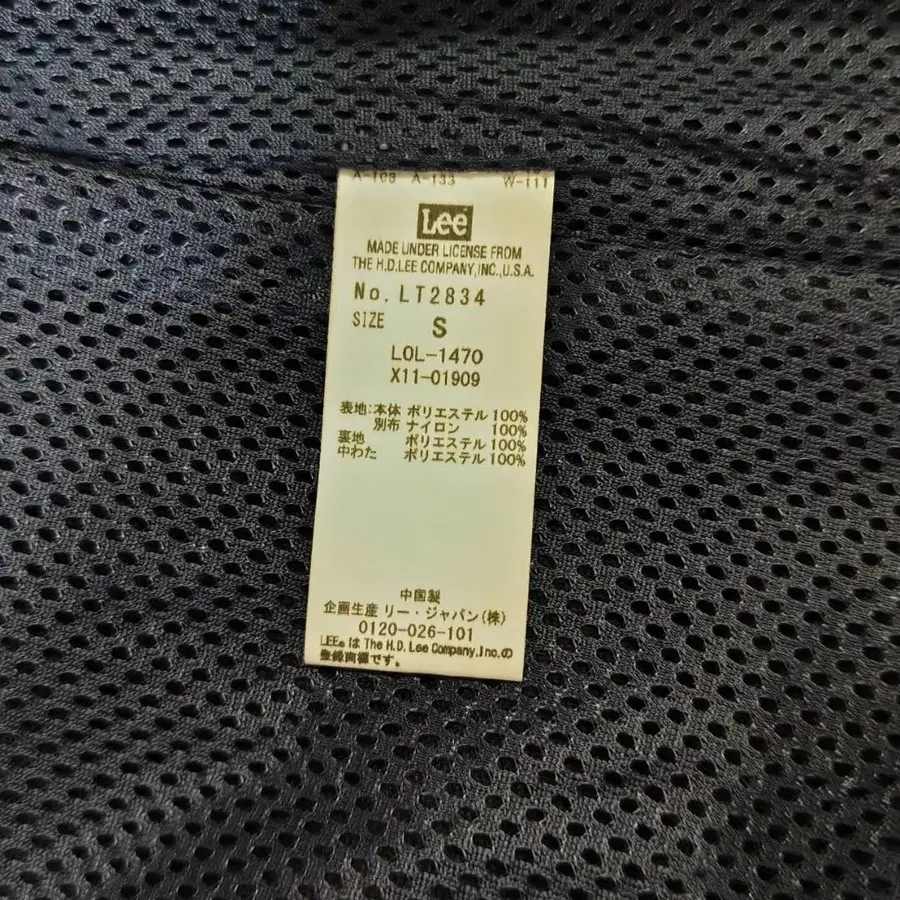 A-108 A-133 W-111
Lee
MADE UNDER LICENSE FROM
THE H.D.LEE COMPANY,INC.,U.S.A.
No. LT2834
SIZE S
LOL-1470
X11-01909
表地:本体 ポリエステル 100%
別布 ナイロン 100%
裏地 ポリエステル 100%
中わた ポリエステル 100%
中国製
企画生産 リー・ジャパン(株)
0120-026-101
LEE®は The H.D. Lee Company,Inc.の
登録商標です。